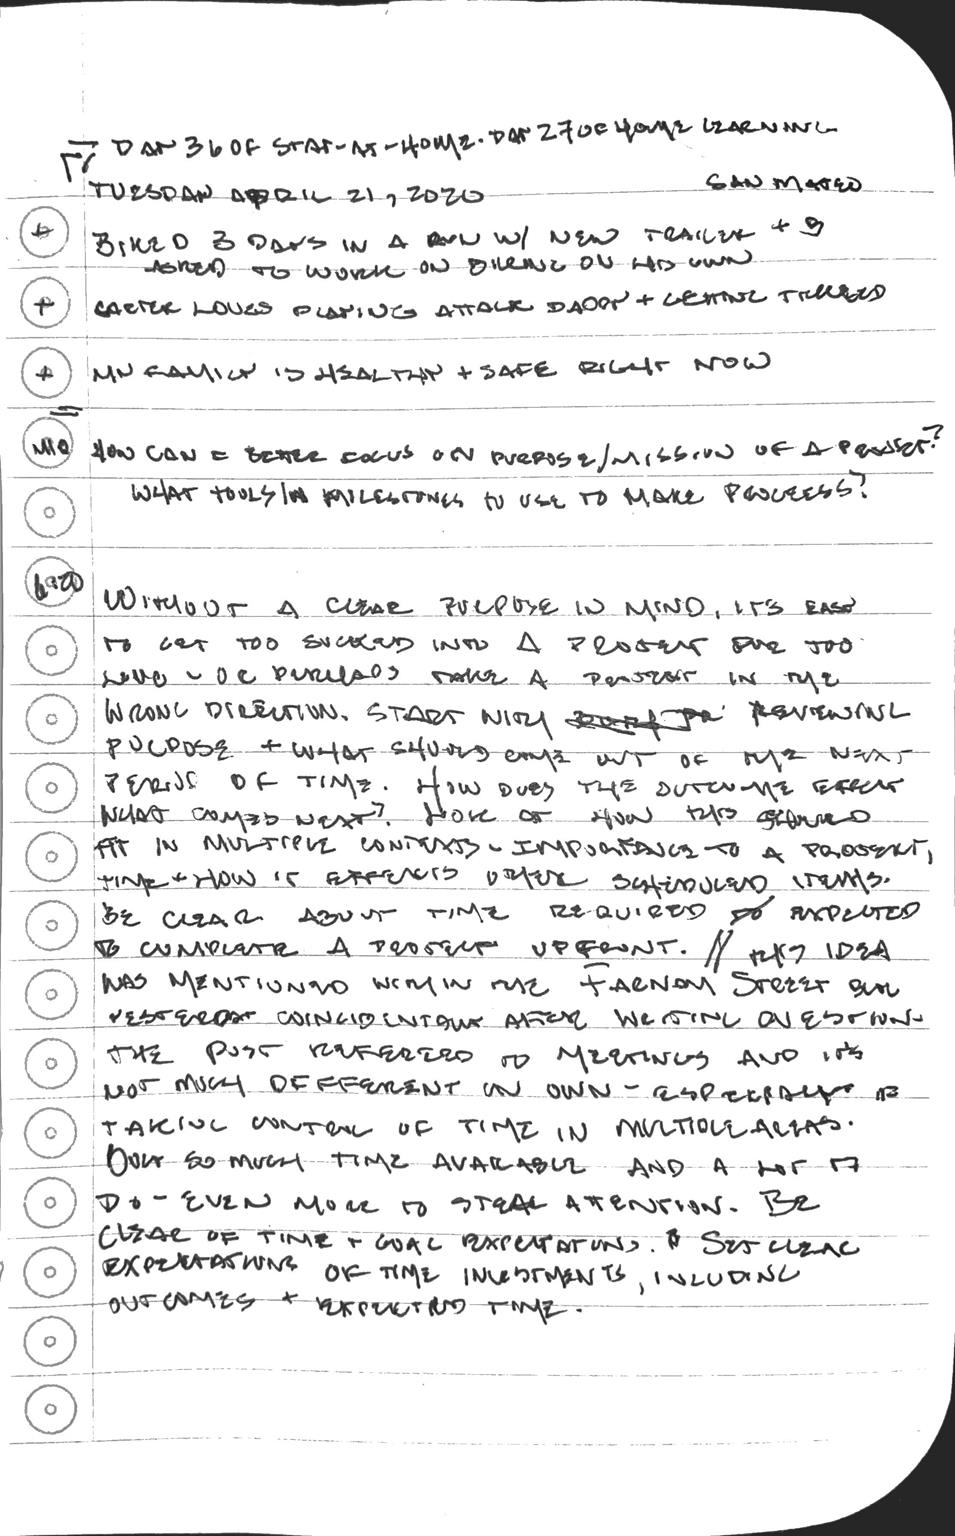 DAY 36 OF STAY-AT-HOME. DAY 27 OF HOME LEARNING
TUESDAY APRIL 21, 2020 SAN MATEO
+ BIKED 3 DAYS IN A ROW W/ NEW TRAILER + G
ASKED TO WORK ON BIKING ON HIS OWN
+ CARTER LOVES PLAYING ATTACK DADDY + GETTING TICKLED
+ MY FAMILY IS HEALTHY + SAFE RIGHT NOW
MIQ HOW CAN I BETTER FOCUS ON PURPOSE/MISSION OF A PROJECT?
WHAT TOOLS/ MILESTONES TO USE TO MAKE PROGRESS?
WITHOUT A CLEAR PURPOSE IN MIND, IT'S EASY
TO GET TOO SUCKED INTO A PROJECT FOR TOO
LONG - OR PERHAPS TAKE A PROJECT IN THE
WRONG DIRECTION. START WITH REVIEWING
PURPOSE + WHAT SHOULD COME OUT OF THE NEXT
PERIOD OF TIME. HOW DOES THE OUTCOME EFFECT
WHAT COMES NEXT? LOOK AT HOW THIS SHOULD
FIT IN MULTIPLE CONTEXTS - IMPORTANCE TO A PROJECT,
TIME + HOW IT EFFECTS OTHER SCHEDULED ITEMS.
BE CLEAR ABOUT TIME REQUIRED EXPECTED
TO COMPLETE A PROJECT UPFRONT. // THIS IDEA
WAS MENTIONED WITHIN THE FARNAM STREET
YESTERDAY COINCIDENTALLY AFTER WRITING QUESTION.
THE POST REFERRED TO MEETINGS AND IT'S
NOT MUCH DIFFERENT ON OWN - ESPECIALLY IF
TAKING CONTROL OF TIME IN MULTIPLE AREAS.
ONLY SO MUCH TIME AVAILABLE AND A LOT TO
DO - EVEN MORE TO STEAL ATTENTION. BE
CLEAR OF TIME + GOAL EXPECTATIONS. SET CLEAR
EXPECTATIONS OF TIME INVESTMENTS, INCLUDING
OUTCOMES + EXPECTED TIME.